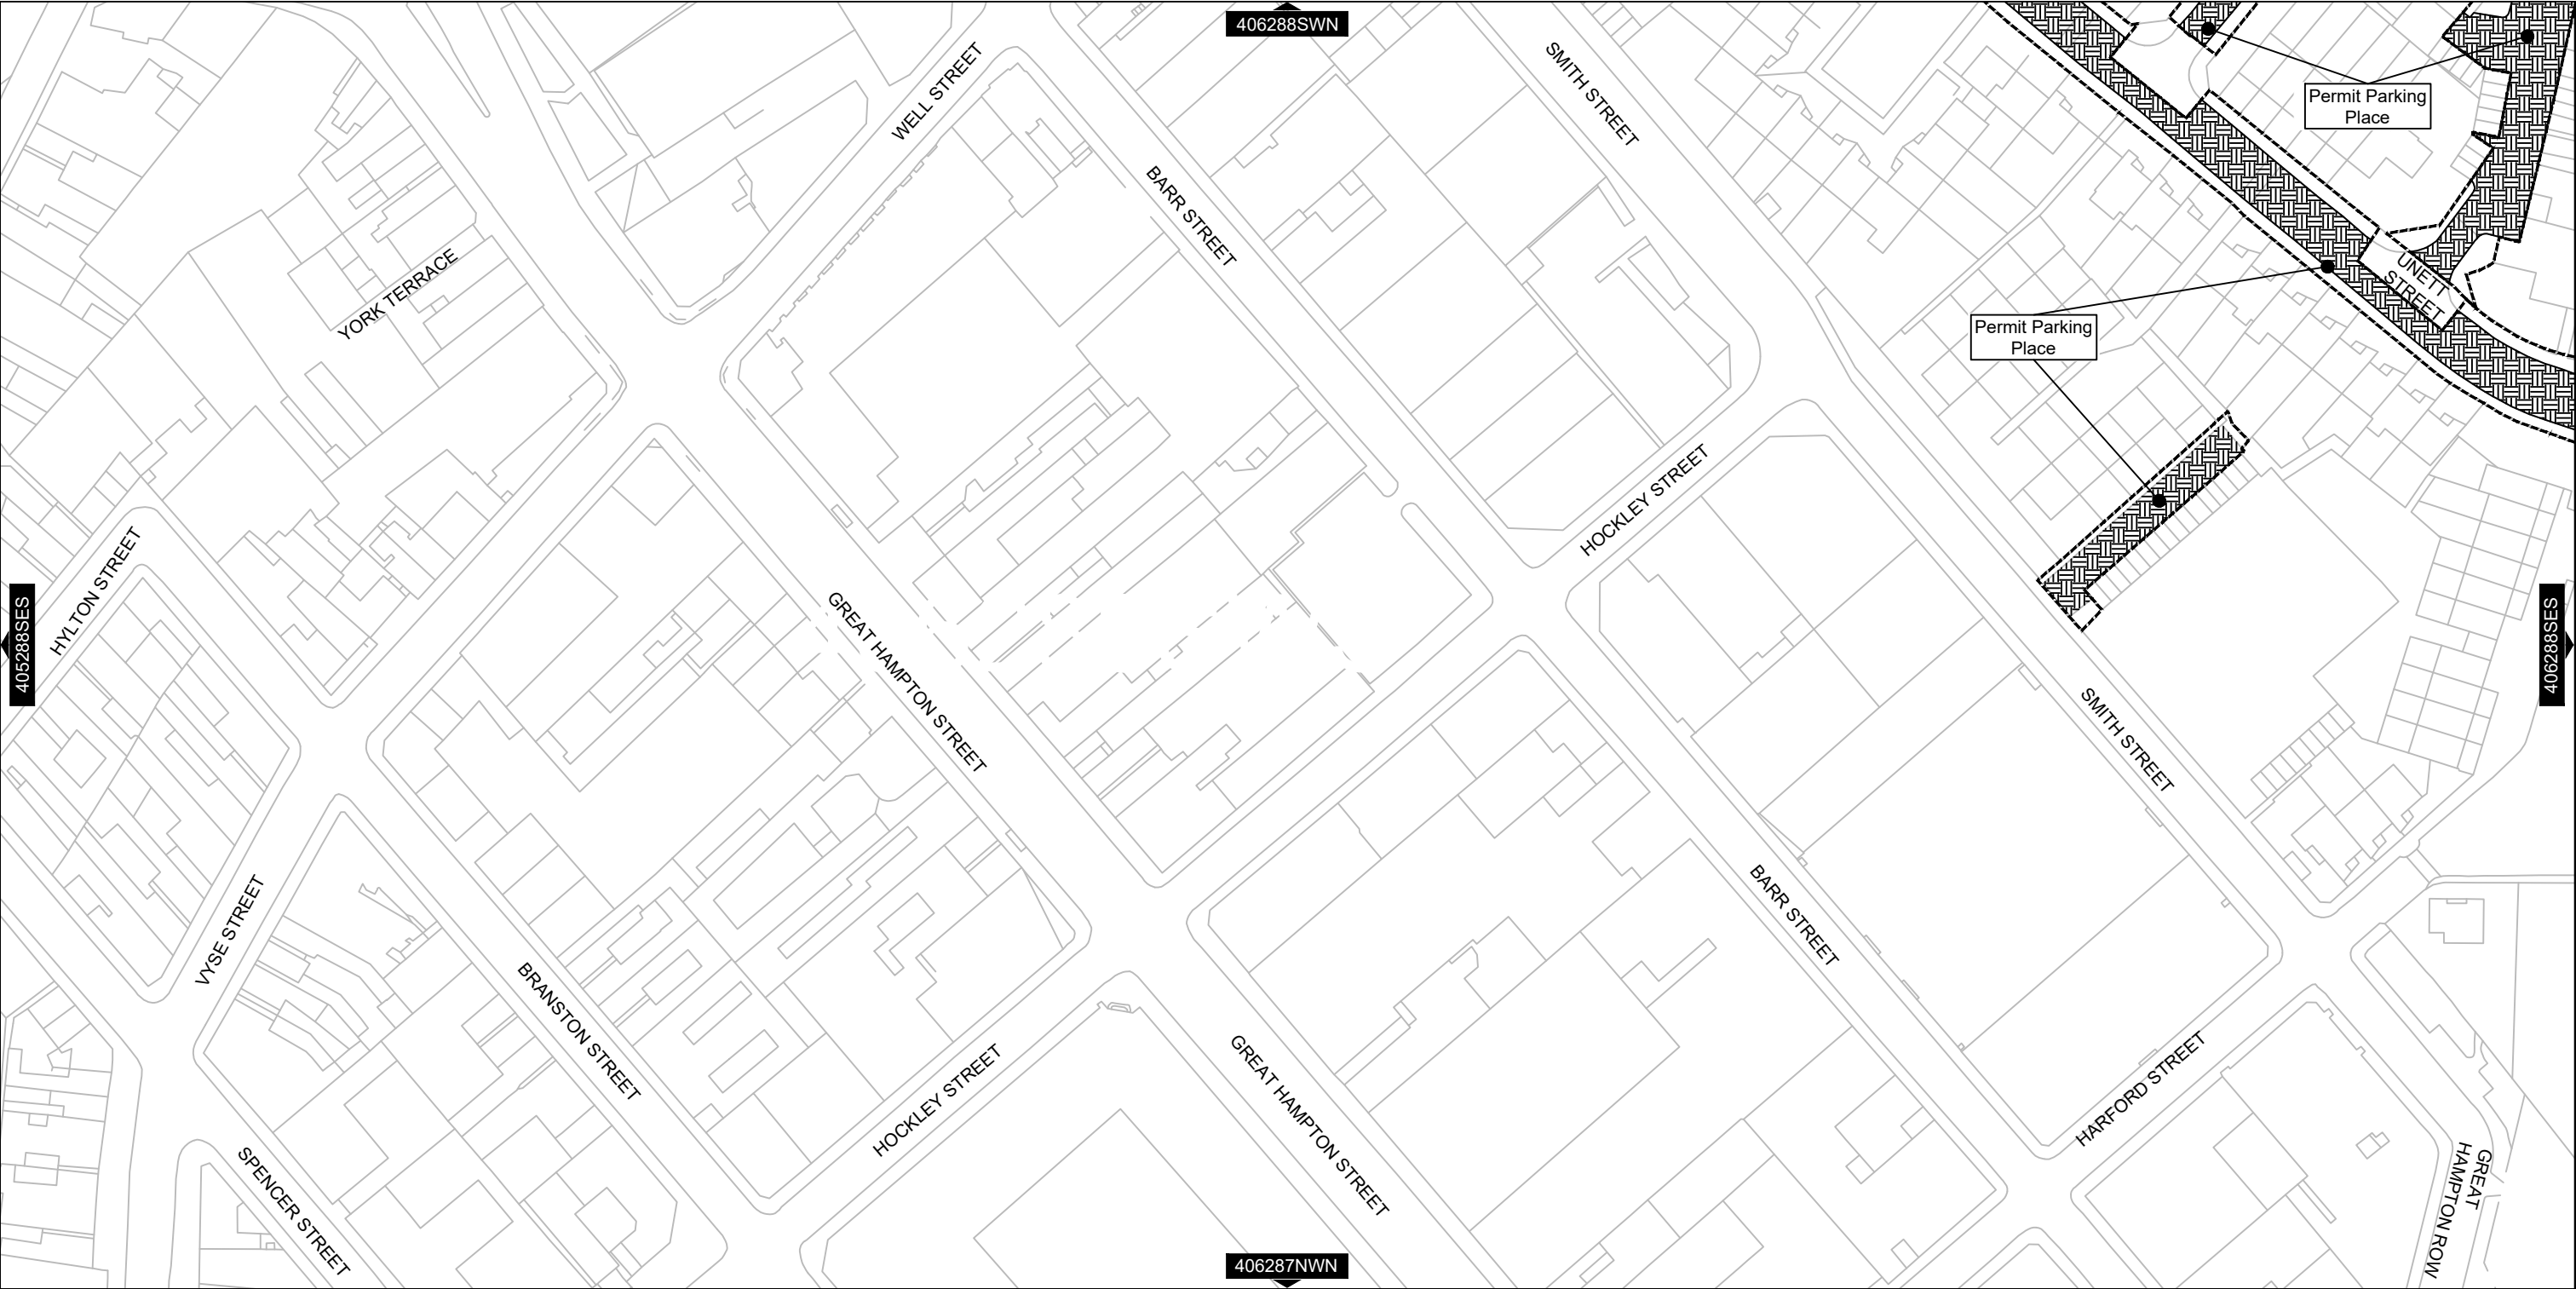 406288SWN
WELL STREET
SMITH STREET
Permit Parking
Place
BARR STREET
YORK TERRACE
UNETT
STREET
Permit Parking
Place
HOCKLEY STREET
HYLTON STREET
405288SES
GREAT HAMPTON STREET
406288SES
SMITH STREET
VYSE STREET
BARR STREET
BRANSTON STREET
HOCKLEY STREET
GREAT HAMPTON STREET
HARFORD STREET
SPENCER STREET
GREAT
HAMPTON ROW
406287NWN